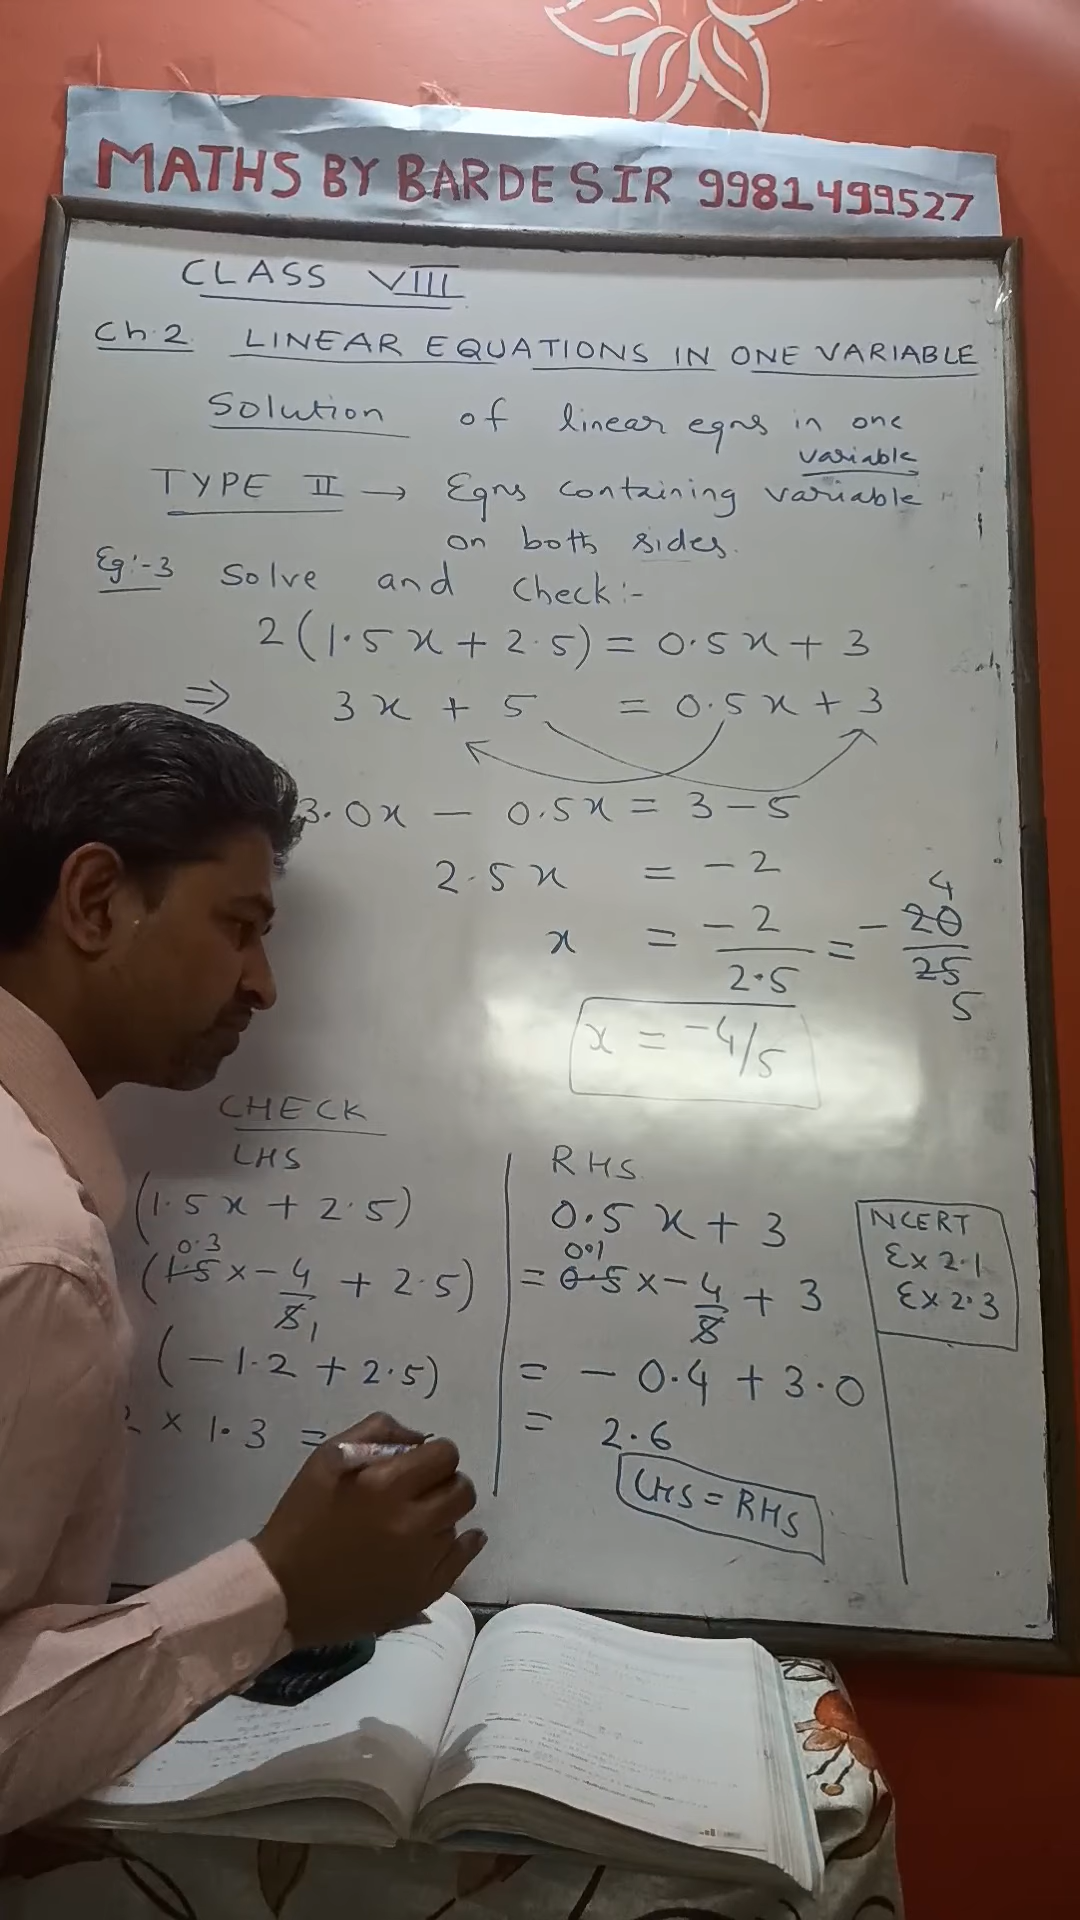 MATHS BY BARDE SIR 9981499527
CLASS VIII
Ch.2 LINEAR EQUATIONS IN ONE VARIABLE
Solution of linear eqns in one
variable
TYPE II → Eqns containing variable
on both sides.
Eg:-3 Solve and Check:-
2(1.5x + 2.5) = 0.5x + 3
⇒ 3x + 5 = 0.5x + 3
3.0x - 0.5x = 3 - 5
2.5x = -2
x = -2/2.5 = -20/25 4 5
x = -4/5
CHECK
LHS
(1.5x + 2.5)
0.3
(1.5 x -4/5 + 2.5)
1
(-1.2 + 2.5)
2 x 1.3 =
RHS
0.5x + 3
0.1
= 0.5 x -4/5 + 3
= -0.4 + 3.0
= 2.6
LHS = RHS
NCERT
Ex 2.1
Ex 2.3